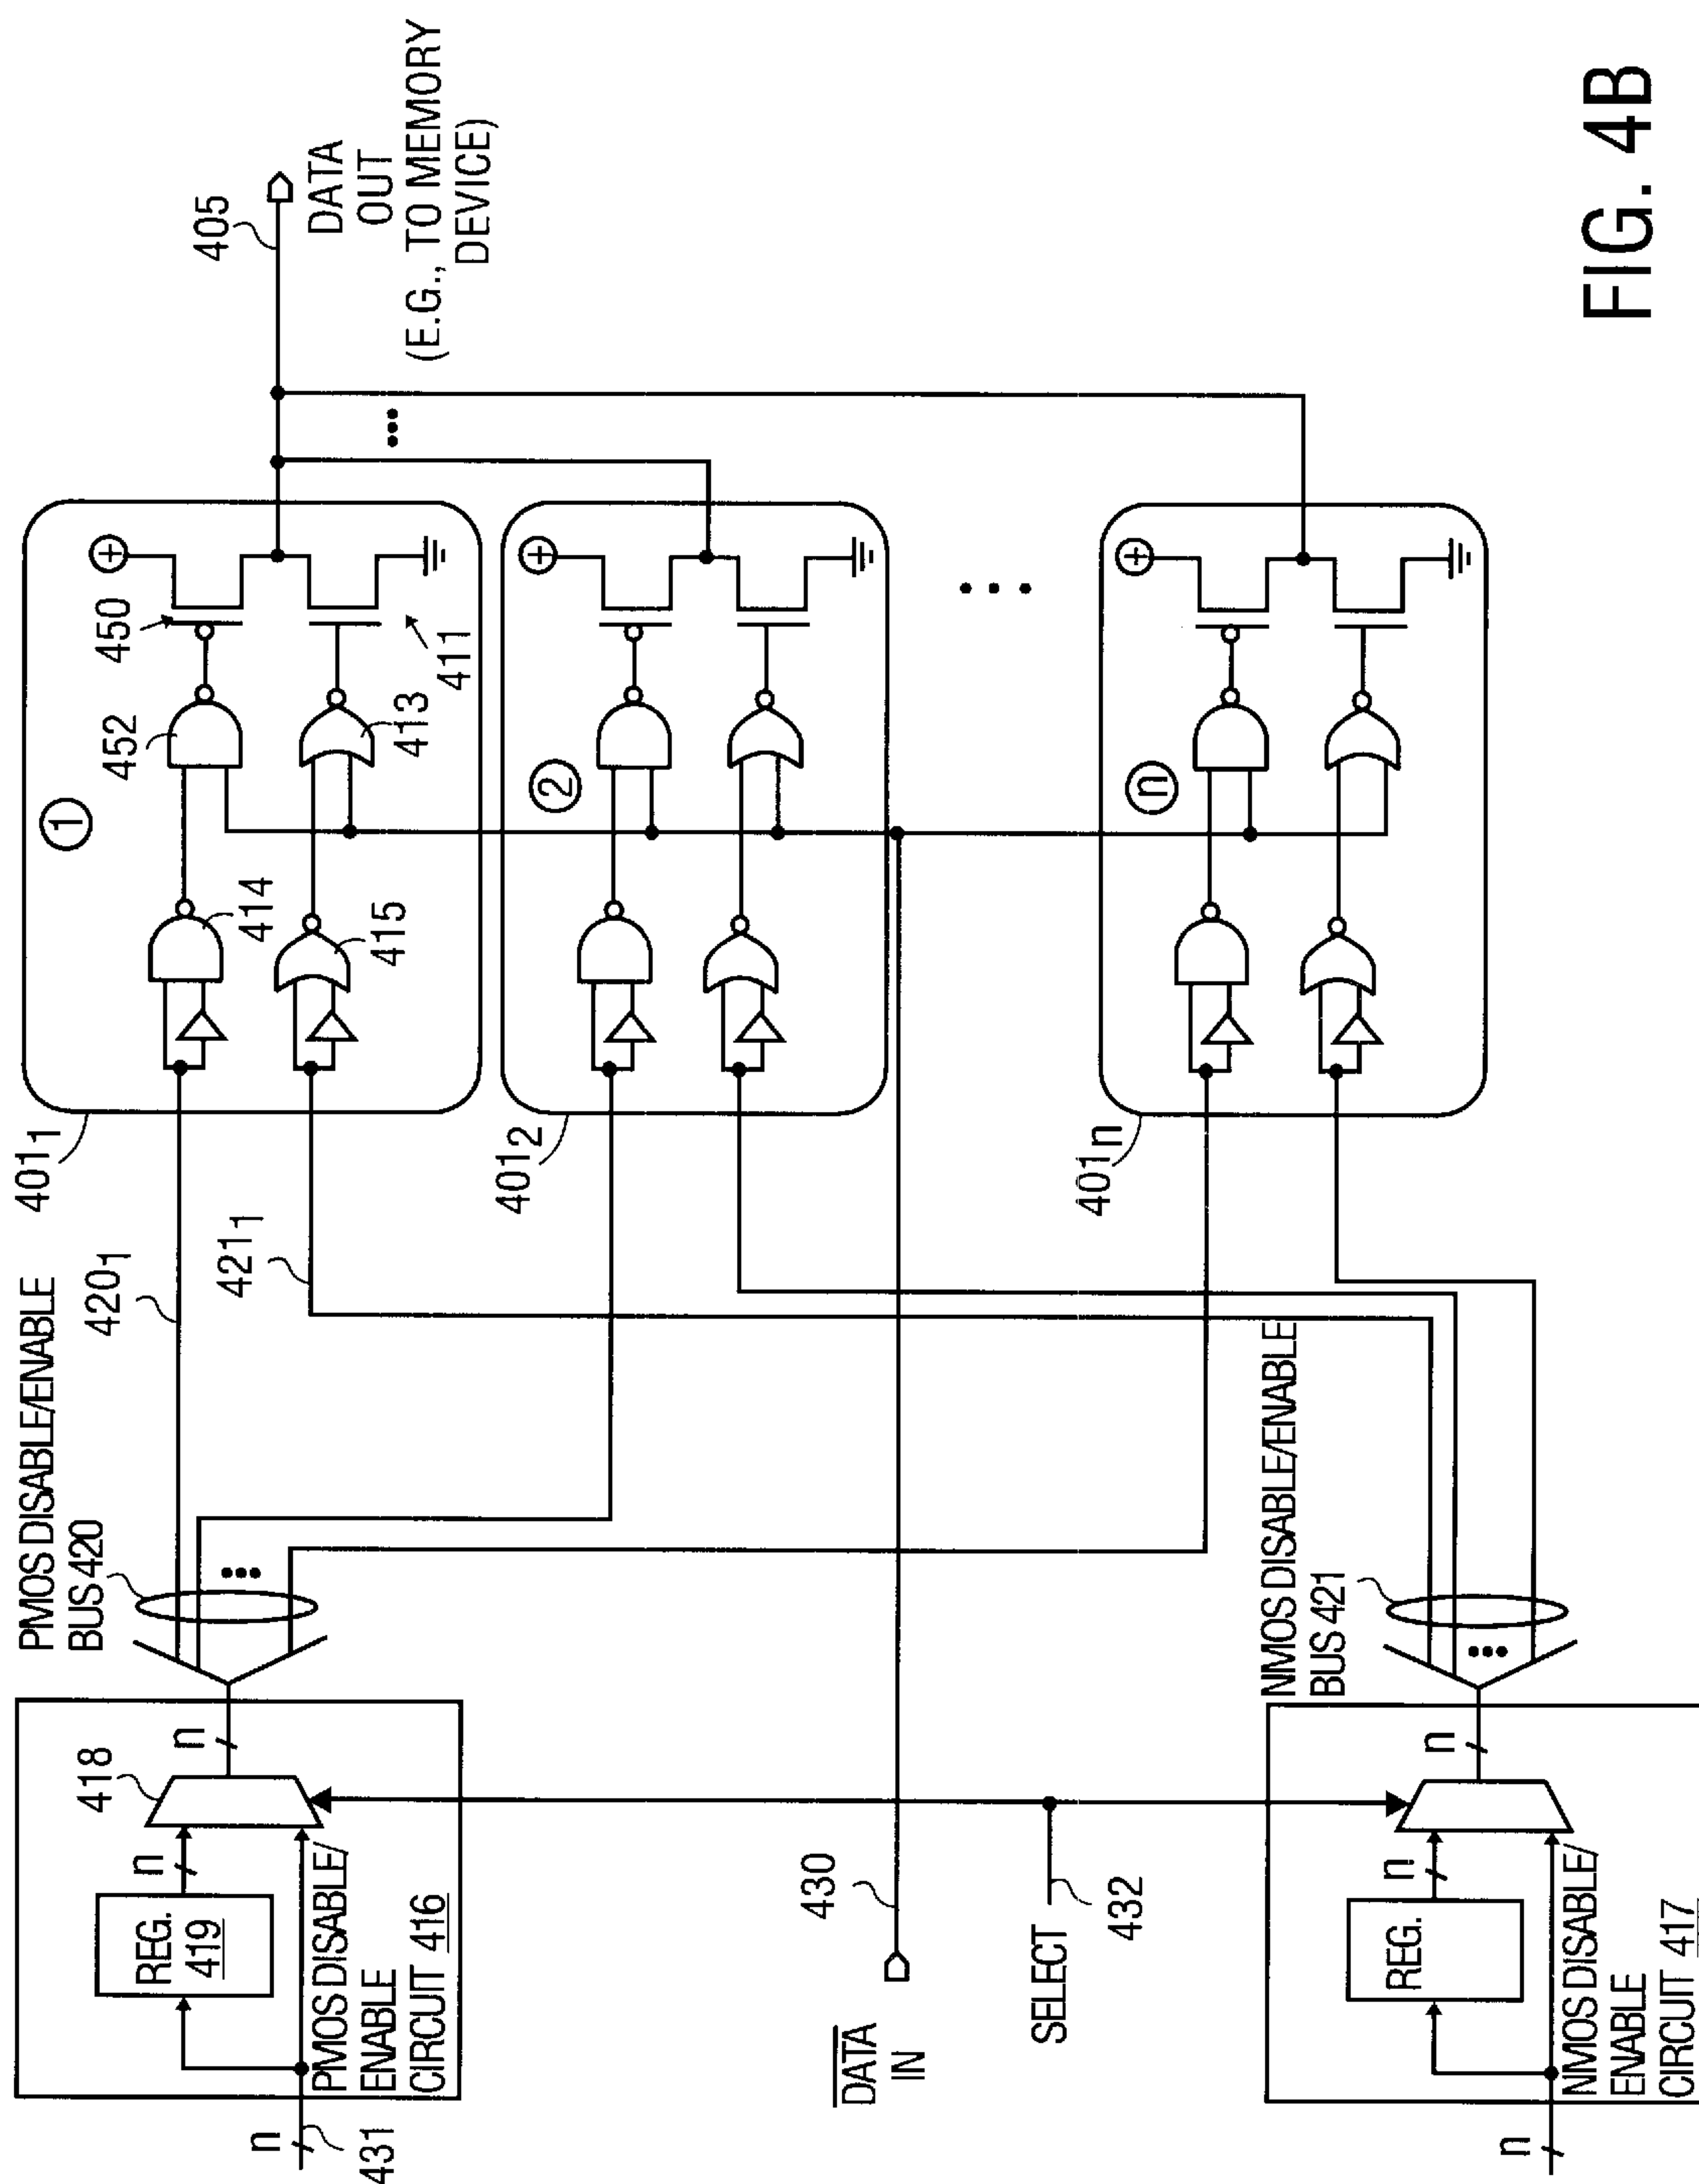 PMOS DISABLE/ENABLE
BUS 420
420₁
421₁
401₁
①
414
415
452
413
450
411
405
DATA
OUT
(E.G., TO MEMORY
DEVICE)
n
418
n
REG.
419
PMOS DISABLE/
ENABLE
CIRCUIT 416
n
431
401₂
②
401ₙ
ⓝ
DATA
IN
430
SELECT
432
NMOS DISABLE/ENABLE
BUS 421
n
n
REG.
NMOS DISABLE/
ENABLE
CIRCUIT 417
n
FIG. 4B